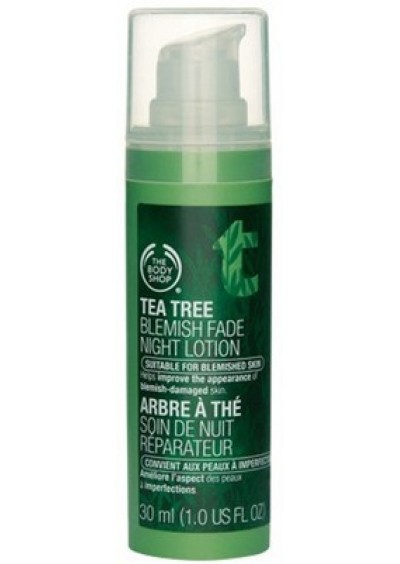 THE
BODY
SHOP
®
t
TEA TREE
BLEMISH FADE
NIGHT LOTION
SUITABLE FOR BLEMISHED SKIN
Helps improve the appearance of
blemish-damaged skin.
ARBRE À THÉ
SOIN DE NUIT
RÉPARATEUR
CONVIENT AUX PEAUX À IMPERFECTIONS
Améliore l'aspect des peaux
à imperfections
30 ml (1.0 US FL OZ)